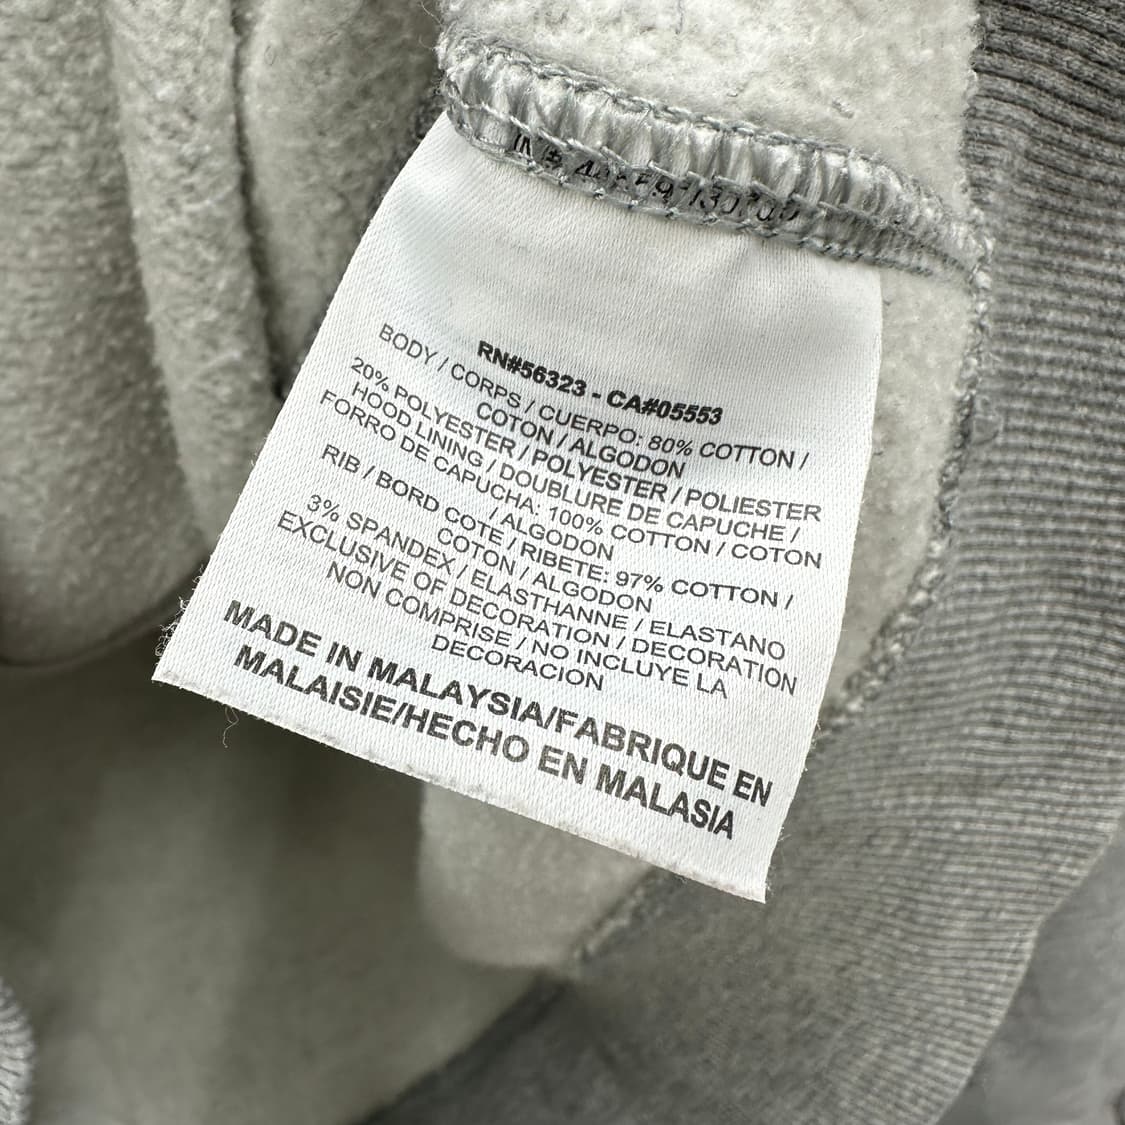 RN#56323 - CA#05553
BODY / CORPS / CUERPO: 80% COTTON /
COTON / ALGODON
20% POLYESTER / POLYESTER / POLIESTER
HOOD LINING / DOUBLURE DE CAPUCHE /
FORRO DE CAPUCHA: 100% COTTON / COTON
/ ALGODON
RIB / BORD COTE / RIBETE: 97% COTTON /
COTON / ALGODON
3% SPANDEX / ELASTHANNE / ELASTANO
EXCLUSIVE OF DECORATION / DECORATION
NON COMPRISE / NO INCLUYE LA
DECORACION
MADE IN MALAYSIA/FABRIQUE EN
MALAISIE/HECHO EN MALASIA